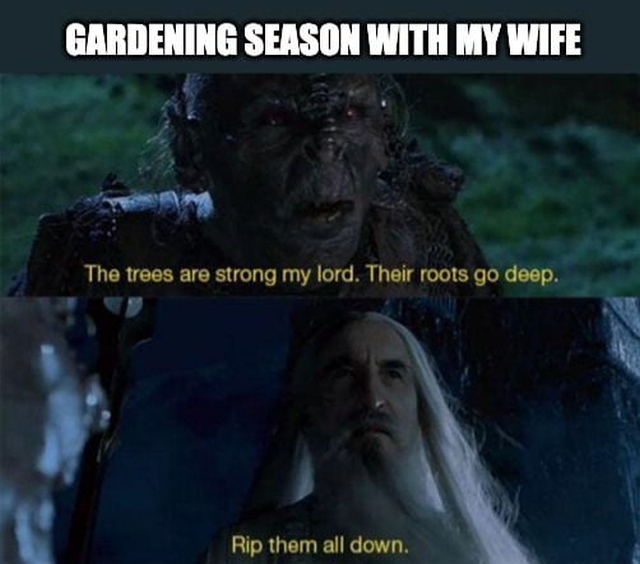 GARDENING SEASON WITH MY WIFE
The trees are strong my lord. Their roots go deep.
Rip them all down.